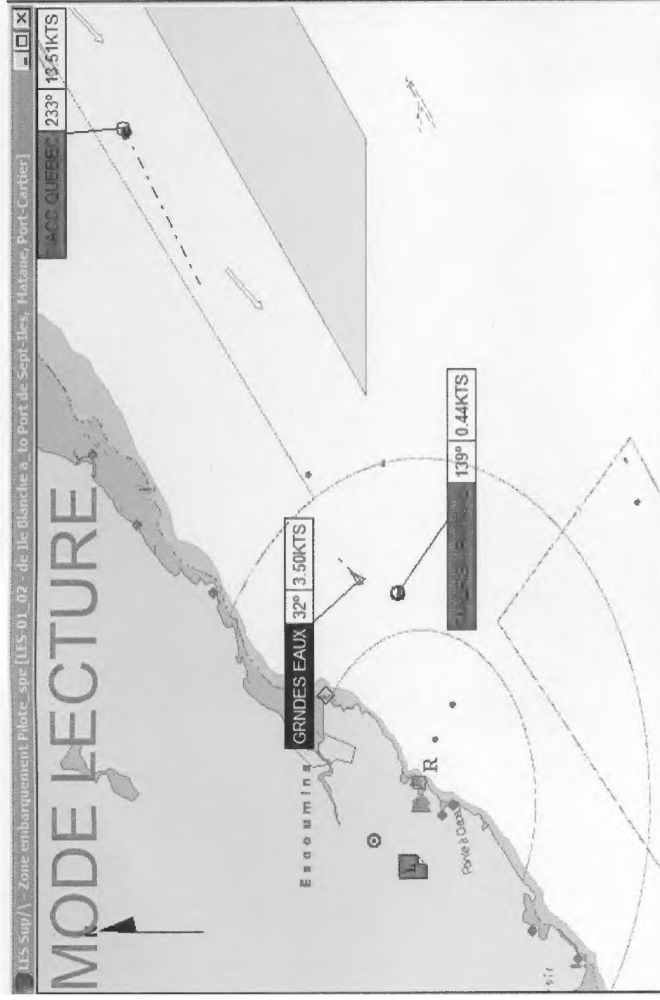 LES Sup/\ - Zone embarquement Pilote_spe [LES 01_02 - de Ile Blanche a_to Port de Sept-Iles, Matane, Port-Cartier]
MODE LECTURE
QUEBEC 233° 13.51KTS
GRNDES EAUX 32° 3.50KTS
139° 0.44KTS
Escoumins
R
Pointe à